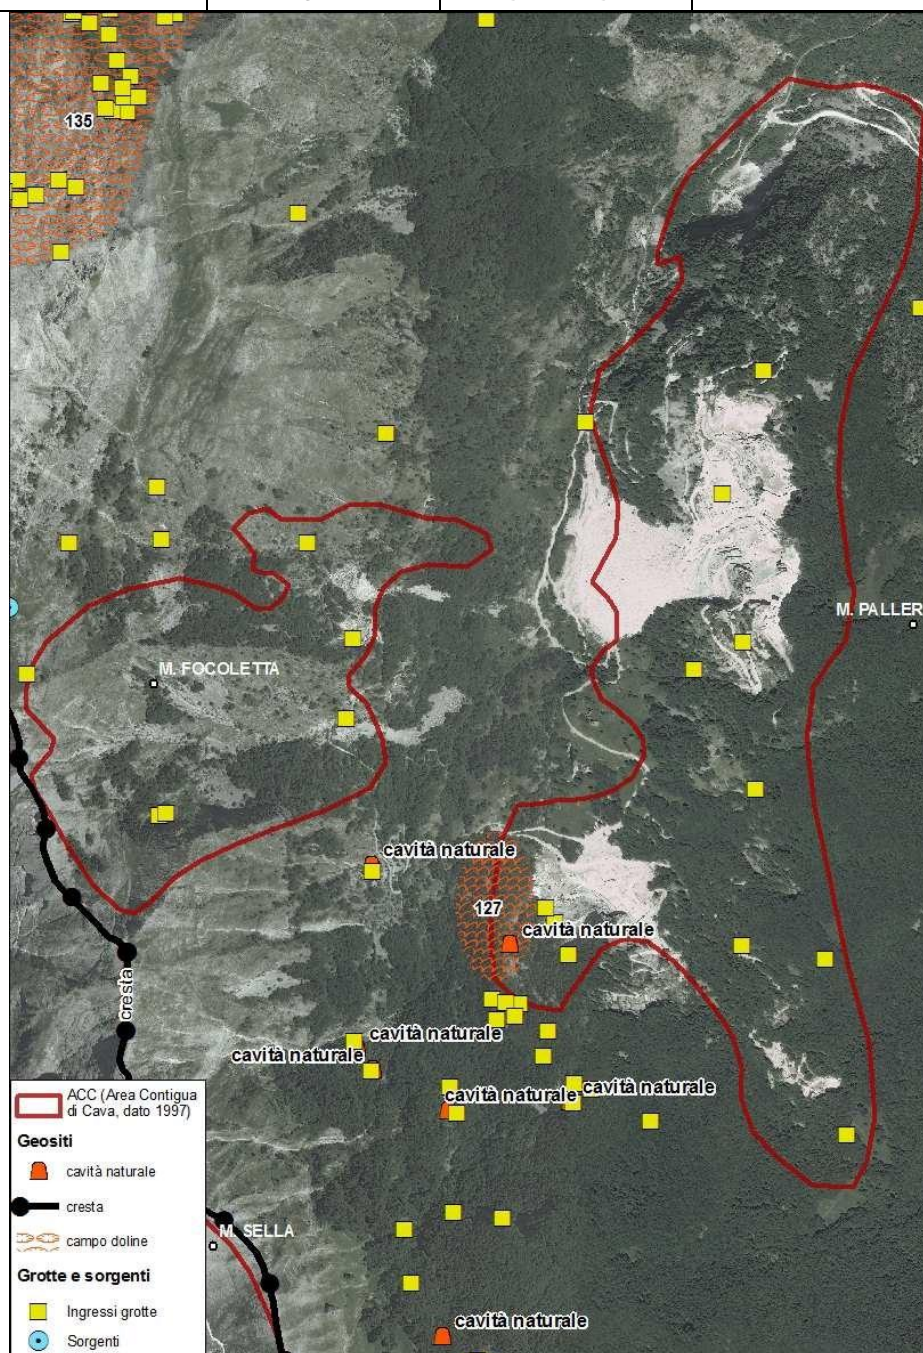 135
M. PALLER
M. FOCOLETTA
cavità naturale
127
cavità naturale
cresta
cavità naturale
cavità naturale
cavità naturale
cavità naturale
ACC (Area Contigua
di Cava, dato 1997)
Geositi
cavità naturale
cresta
campo doline
M. SELLA
Grotte e sorgenti
Ingressi grotte
cavità naturale
Sorgenti